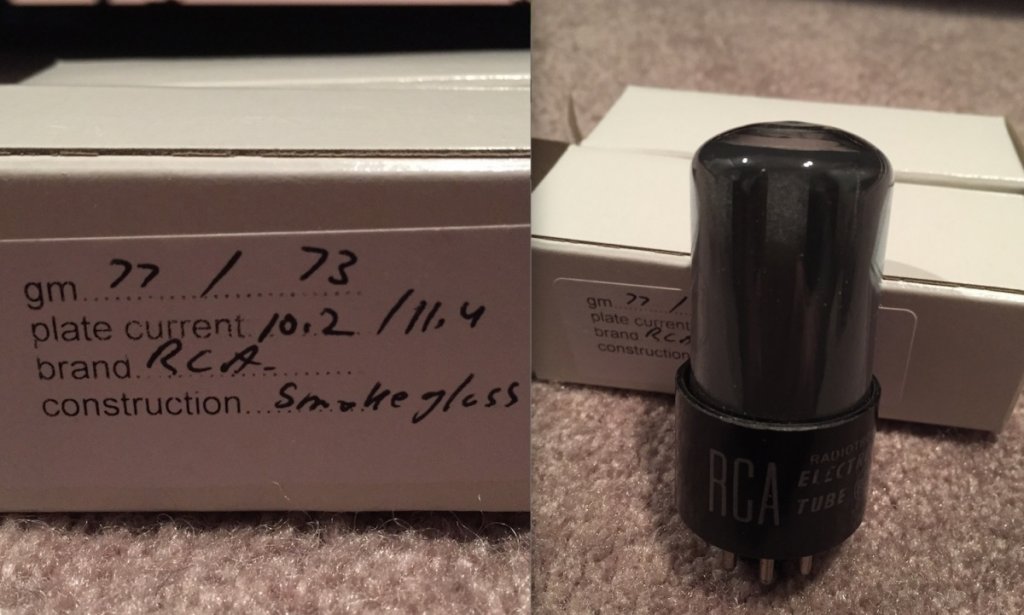 gm 77 / 73
plate current 10.2 / 11.4
brand RCA
construction Smoke glass
gm 77 /
plate current
brand RCA
construction
RCA
ELECTR
TUBE